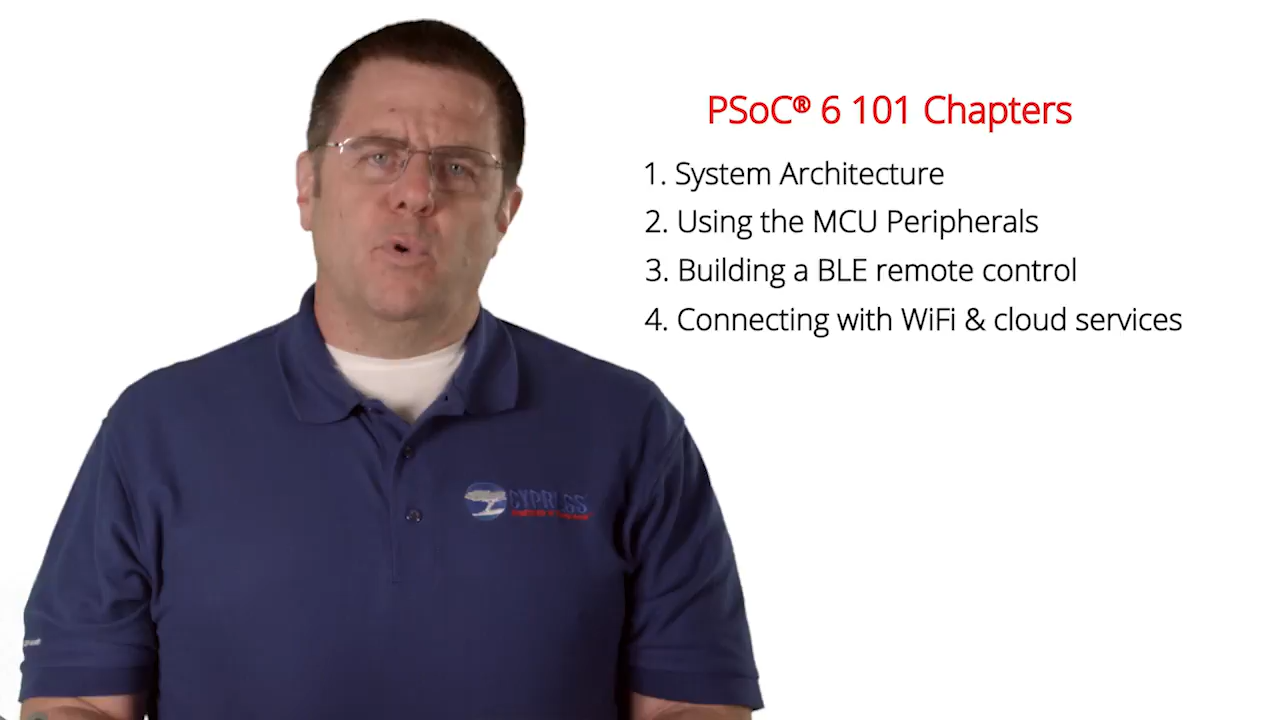 PSoC® 6 101 Chapters
1. System Architecture
2. Using the MCU Peripherals
3. Building a BLE remote control
4. Connecting with WiFi & cloud services
CYPRESS